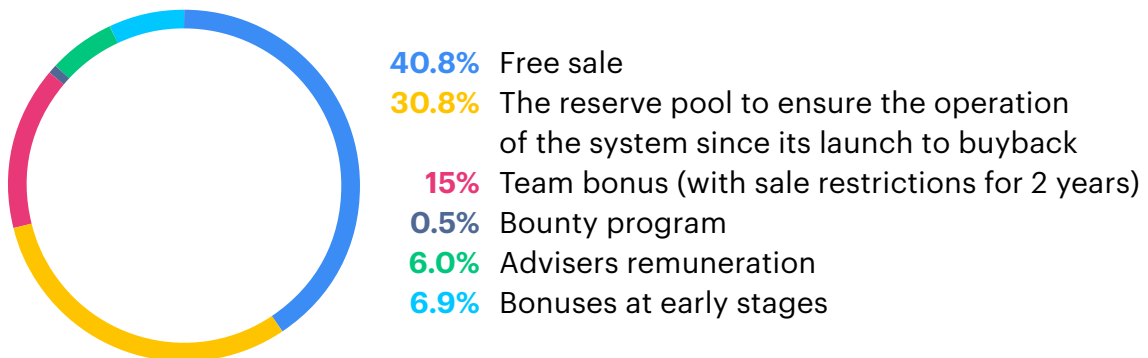 40.8% Free sale
30.8% The reserve pool to ensure the operation
of the system since its launch to buyback
15% Team bonus (with sale restrictions for 2 years)
0.5% Bounty program
6.0% Advisers remuneration
6.9% Bonuses at early stages